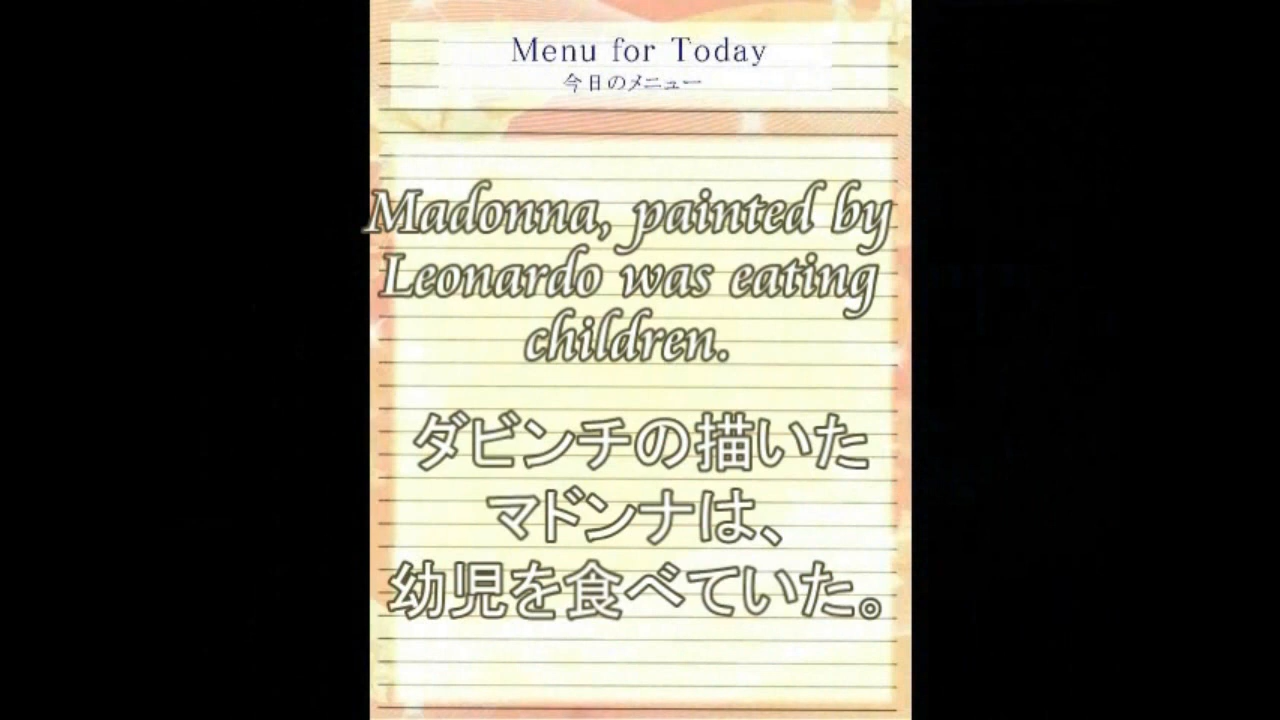 Menu for Today
今日のメニュー
Madonna, painted by
Leonardo was eating
children.
ダビンチの描いた
マドンナは、
幼児を食べていた。